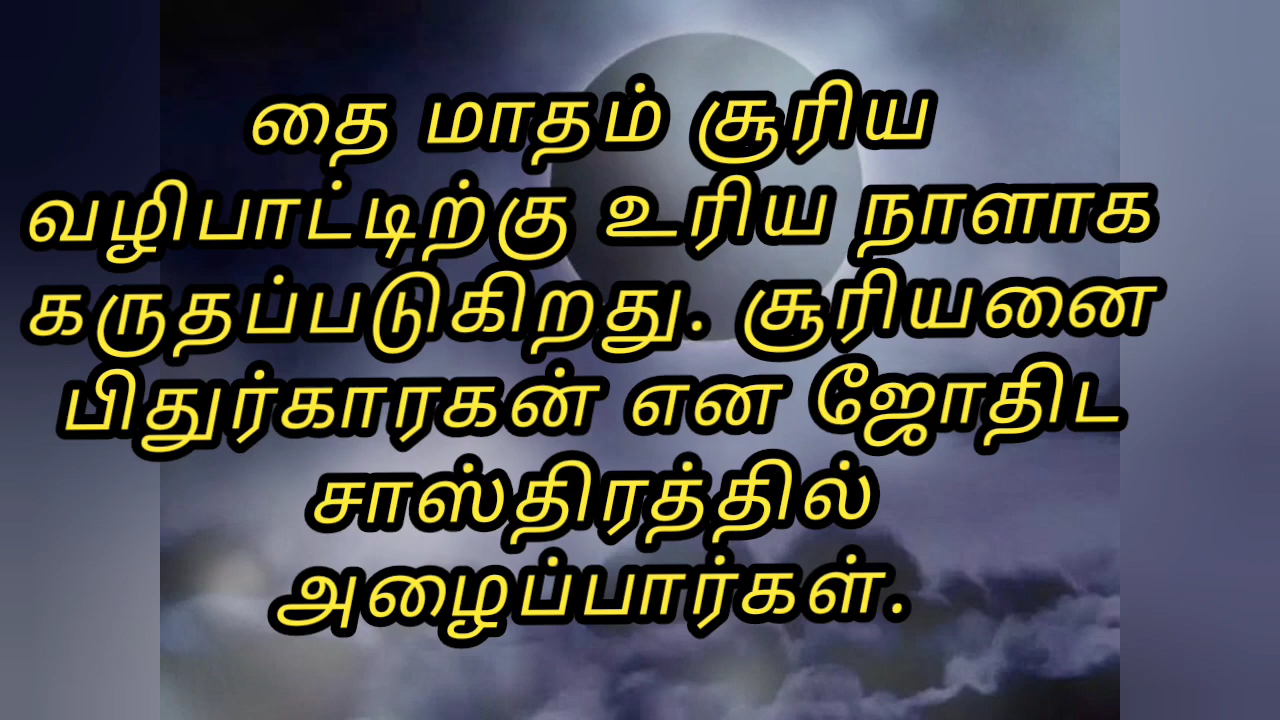 தை மாதம் சூரிய
வழிபாட்டிற்கு உரிய நாளாக
கருதப்படுகிறது. சூரியனை
பிதுர்காரகன் என ஜோதிட
சாஸ்திரத்தில்
அழைப்பார்கள்.